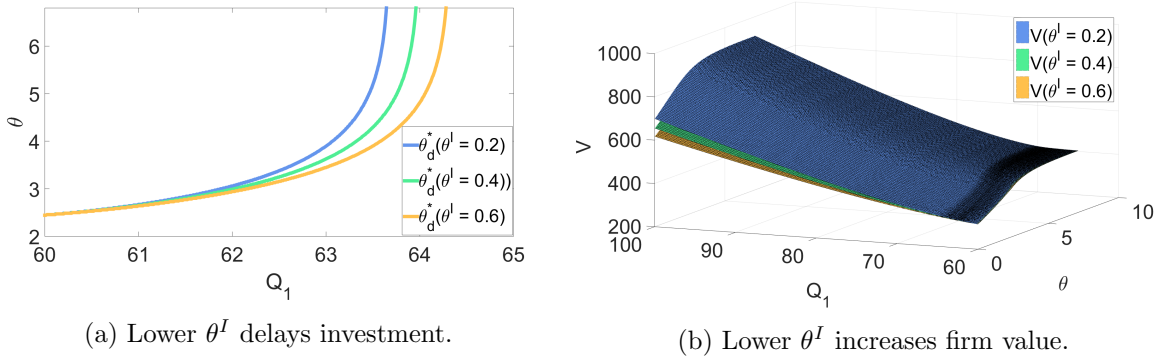 6
5
4
3
2
θ
60
61
62
63
64
65
Q₁
θ*d(θᴵ = 0.2)
θ*d(θᴵ = 0.4))
θ*d(θᴵ = 0.6)
(a) Lower θᴵ delays investment.
1000
800
600
400
200
V
100
90
80
70
60
Q₁
0
5
10
θ
V(θᴵ = 0.2)
V(θᴵ = 0.4)
V(θᴵ = 0.6)
(b) Lower θᴵ increases firm value.